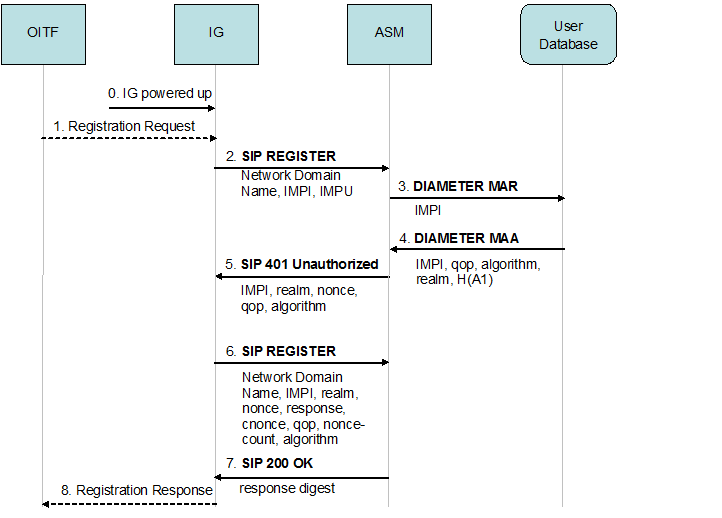 OITF
IG
ASM
User
Database
0. IG powered up
1. Registration Request
2. SIP REGISTER
Network Domain
Name, IMPI, IMPU
3. DIAMETER MAR
IMPI
4. DIAMETER MAA
IMPI, qop, algorithm,
realm, H(A1)
5. SIP 401 Unauthorized
IMPI, realm, nonce,
qop, algorithm
6. SIP REGISTER
Network Domain
Name, IMPI, realm,
nonce, response,
cnonce, qop, nonce-
count, algorithm
7. SIP 200 OK
response digest
8. Registration Response